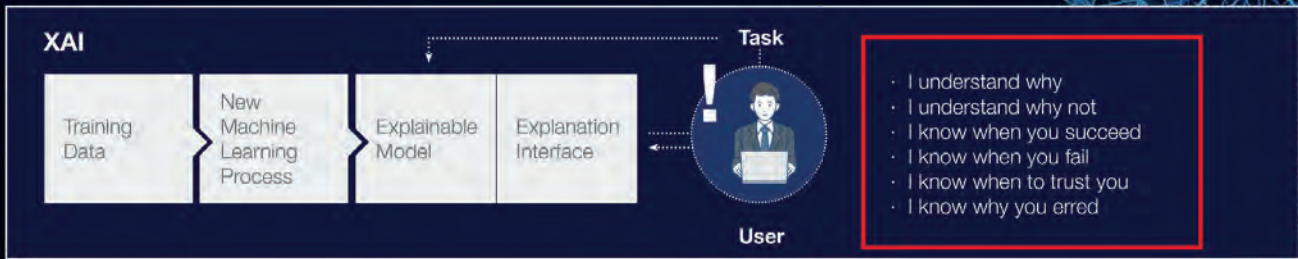 XAI
Training
Data
New
Machine
Learning
Process
Explainable
Model
Explanation
Interface
Task
!
User
· I understand why
· I understand why not
· I know when you succeed
· I know when you fail
· I know when to trust you
· I know why you erred